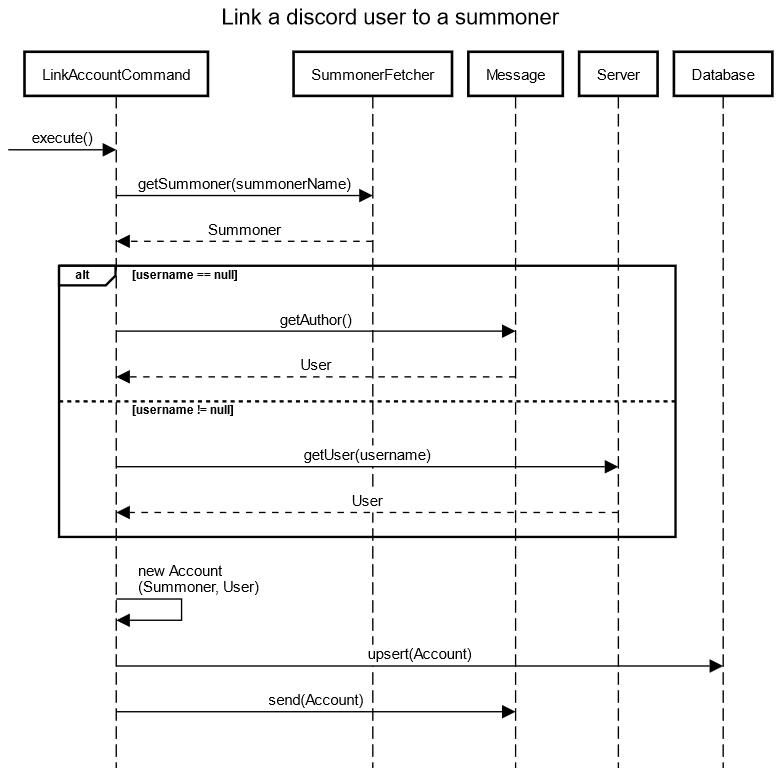 Link a discord user to a summoner
LinkAccountCommand
SummonerFetcher
Message
Server
Database
execute()
getSummoner(summonerName)
Summoner
alt
[username == null]
getAuthor()
User
[username != null]
getUser(username)
User
new Account
(Summoner, User)
upsert(Account)
send(Account)